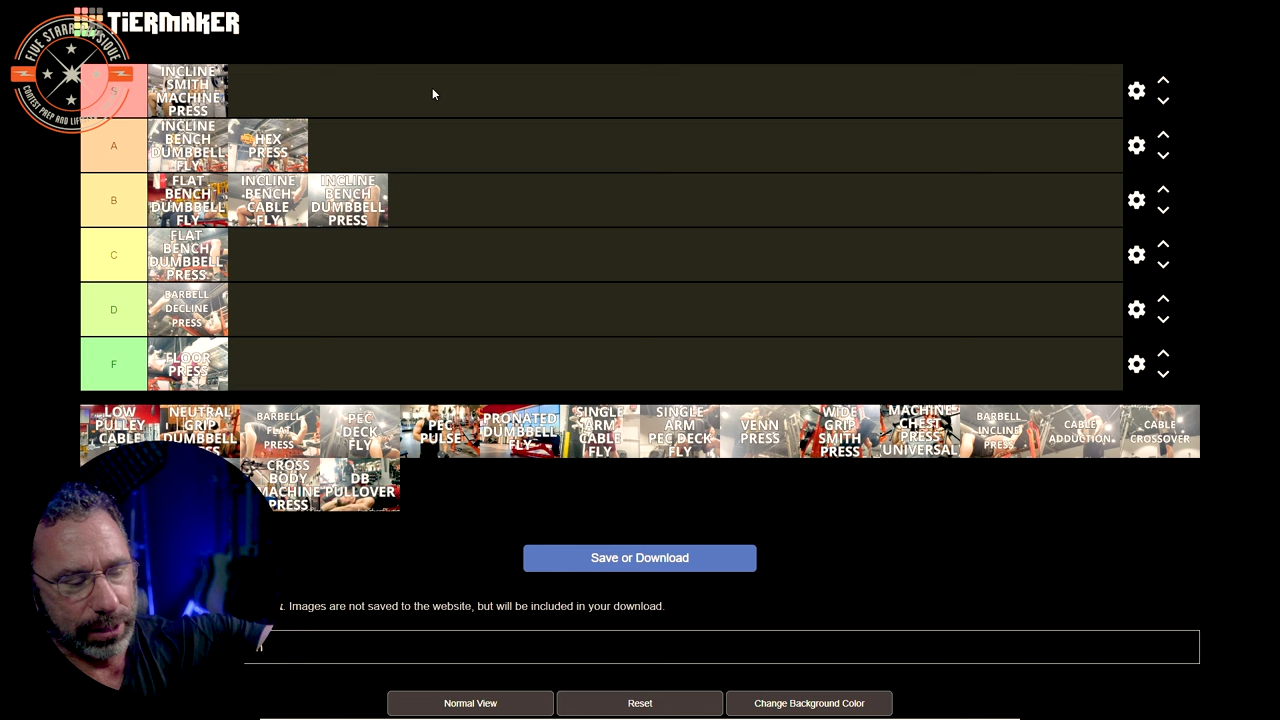 TiERMAKER
FIVE STARR PHYSIQUE
CONTEST PREP AND
S
INCLINE
SMITH
MACHINE
PRESS
A
INCLINE
BENCH
DUMBBELL
FLY
HEX
PRESS
B
FLAT
BENCH
DUMBBELL
FLY
INCLINE
BENCH
CABLE
FLY
INCLINE
BENCH
DUMBBELL
PRESS
C
FLAT
BENCH
DUMBBELL
PRESS
D
BARBELL
DECLINE
PRESS
F
FLOOR
PRESS
LOW
PULLEY
CABLE
NEUTRAL
GRIP
DUMBBELL
BARBELL
FLAT
PRESS
PEC
DECK
FLY
PEC
PULSE
PRONATED
DUMBBELL
FLY
SINGLE
ARM
CABLE
FLY
SINGLE
ARM
PEC DECK
FLY
VENN
PRESS
WIDE
GRIP
SMITH
PRESS
MACHINE
CHEST
PRESS
UNIVERSAL
BARBELL
INCLINE
PRESS
CABLE
ADDUCTION
CABLE
CROSSOVER
CROSS
BODY
MACHINE
PRESS
DB
PULLOVER
Save or Download
. Images are not saved to the website, but will be included in your download.
Normal View
Reset
Change Background Color